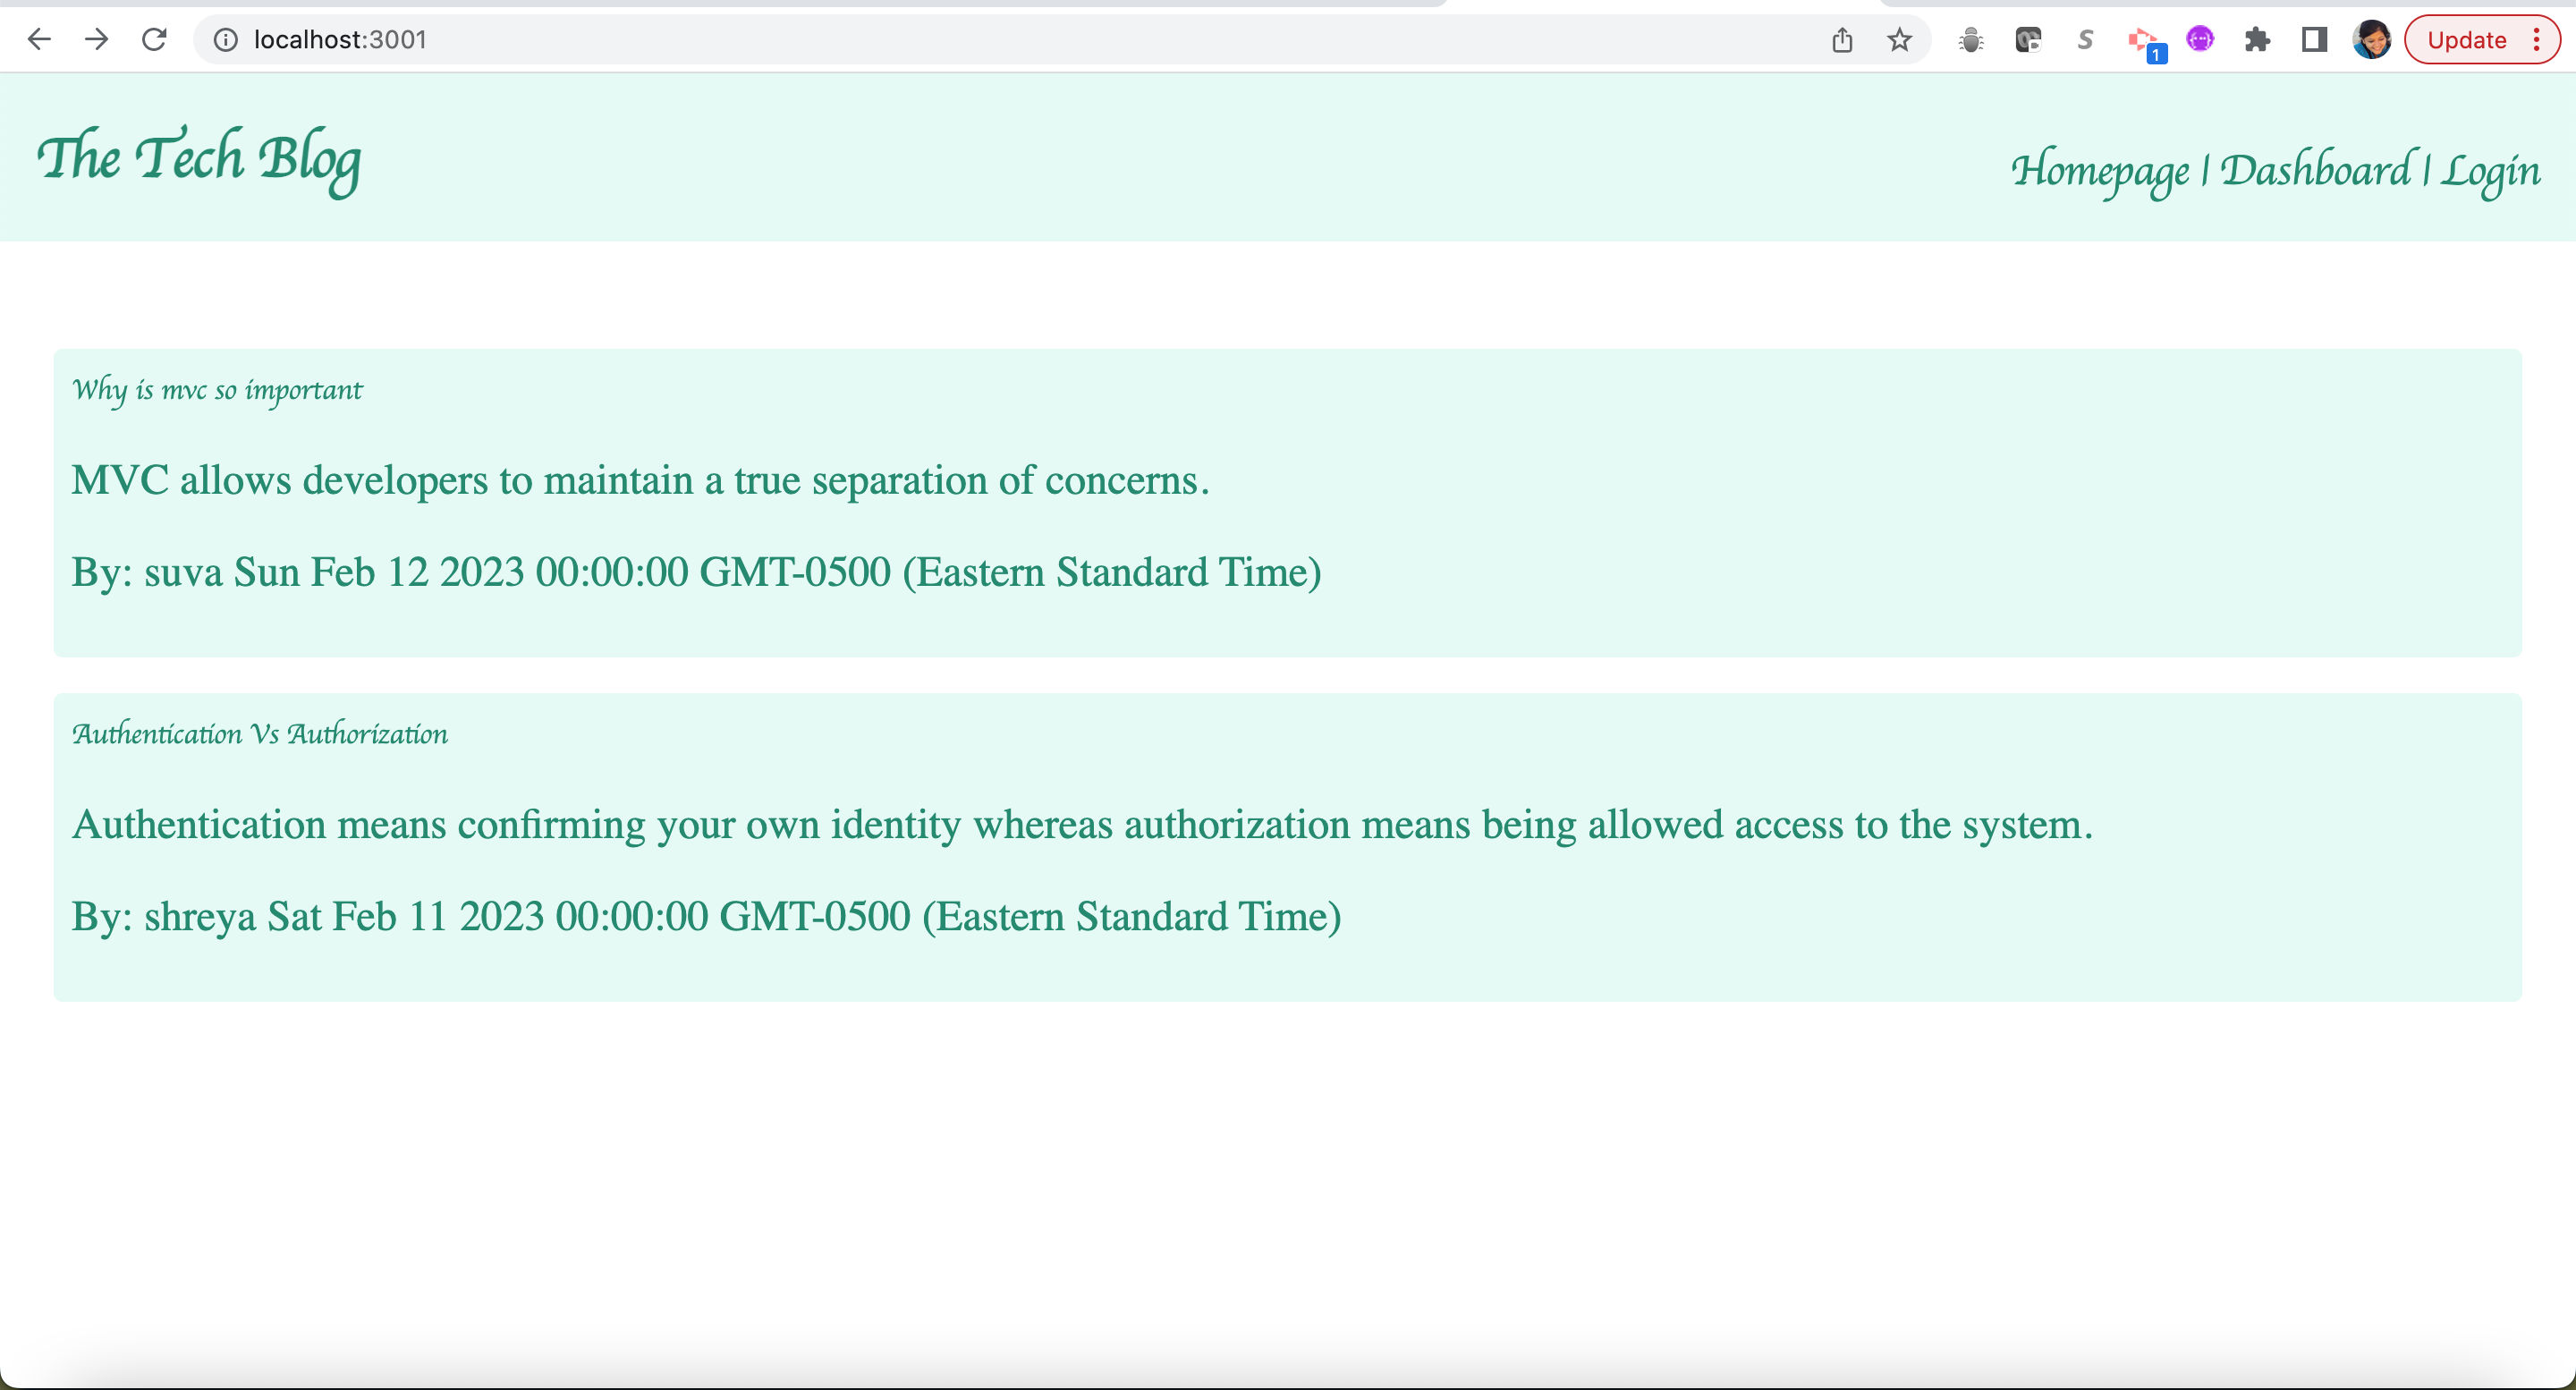 localhost:3001
S
1
Update
The Tech Blog
Homepage | Dashboard | Login
Why is mvc so important
MVC allows developers to maintain a true separation of concerns.
By: suva Sun Feb 12 2023 00:00:00 GMT-0500 (Eastern Standard Time)
Authentication Vs Authorization
Authentication means confirming your own identity whereas authorization means being allowed access to the system.
By: shreya Sat Feb 11 2023 00:00:00 GMT-0500 (Eastern Standard Time)